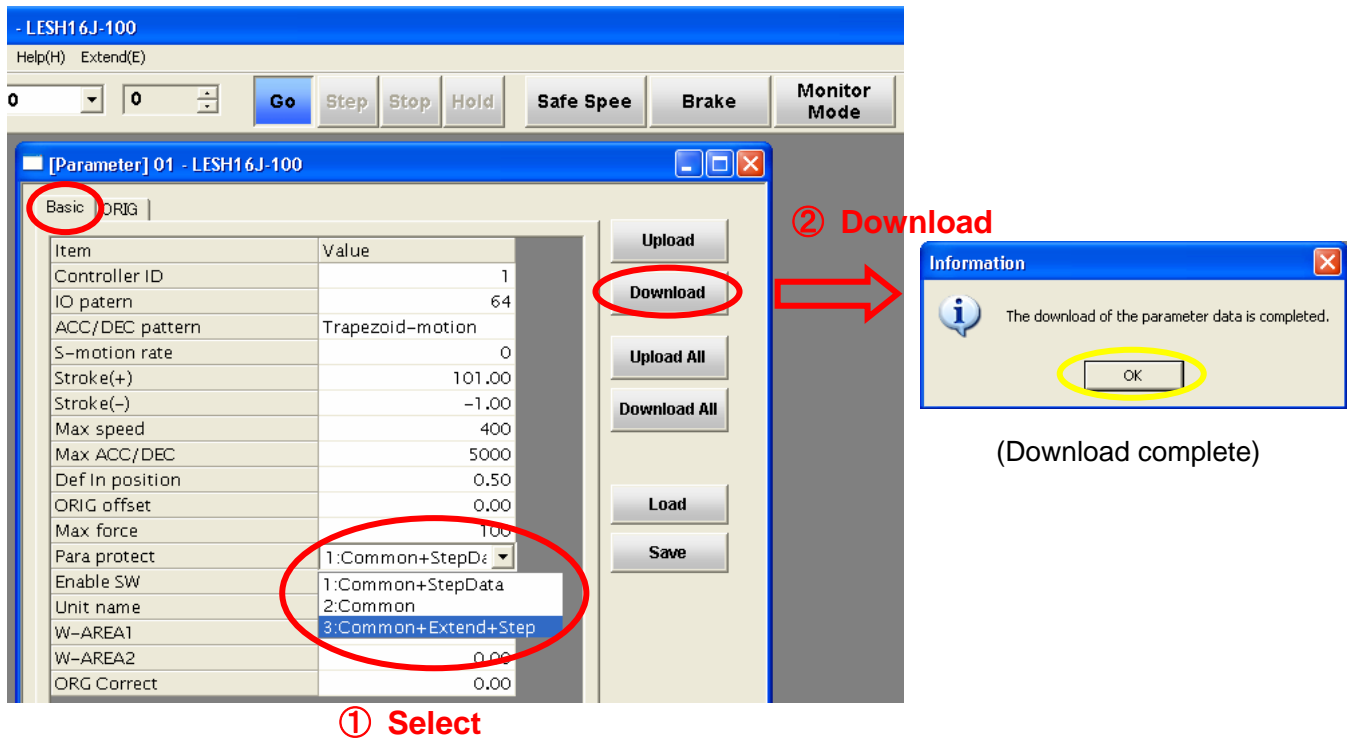 - LESH16J-100
Help(H) Extend(E)
0 0 Go Step Stop Hold Safe Spee Brake Monitor Mode
[Parameter] 01 - LESH16J-100
Basic ORIG
Item Value
Controller ID 1
IO patern 64
ACC/DEC pattern Trapezoid-motion
S-motion rate 0
Stroke(+) 101.00
Stroke(-) -1.00
Max speed 400
Max ACC/DEC 5000
Def In position 0.50
ORIG offset 0.00
Max force 100
Para protect 1:Common+StepDa
Enable SW 1:Common+StepData
Unit name 2:Common
W-AREA1 3:Common+Extend+Step
W-AREA2 0.00
ORG Correct 0.00
Upload
Download
Upload All
Download All
Load
Save
① Select
② Download
Information
The download of the parameter data is completed.
OK
(Download complete)